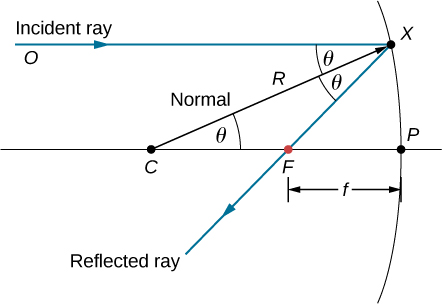 Incident ray
O
X
θ
R
θ
Normal
θ
P
C
F
f
Reflected ray